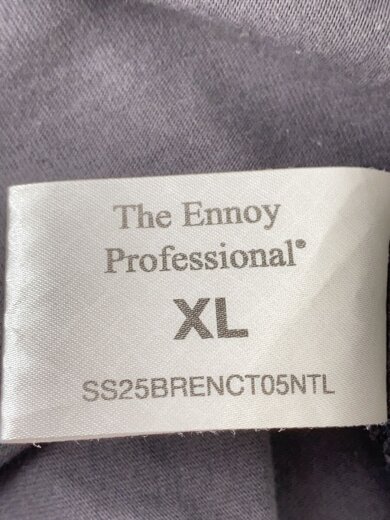 The Ennoy
Professional®
XL
SS25BRENCT05NTL